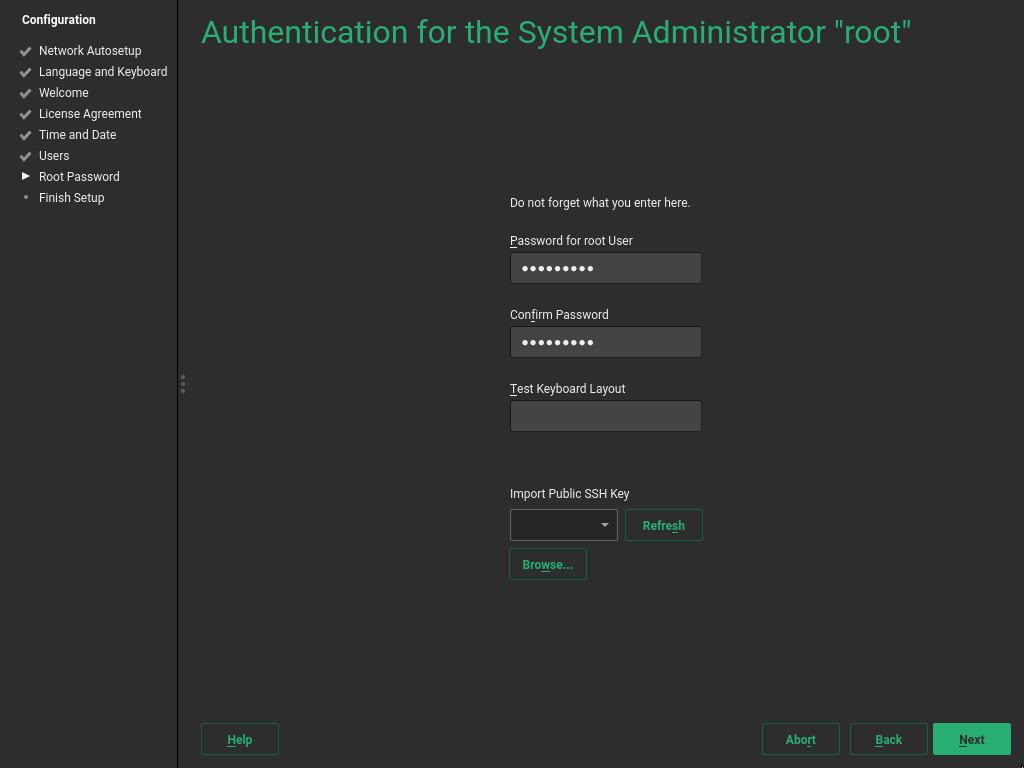 Configuration
Network Autosetup
Language and Keyboard
Welcome
License Agreement
Time and Date
Users
Root Password
Finish Setup
Authentication for the System Administrator "root"
Do not forget what you enter here.
Password for root User
●●●●●●●●●
Confirm Password
●●●●●●●●●
Test Keyboard Layout
Import Public SSH Key
Refresh
Browse...
Help
Abort
Back
Next